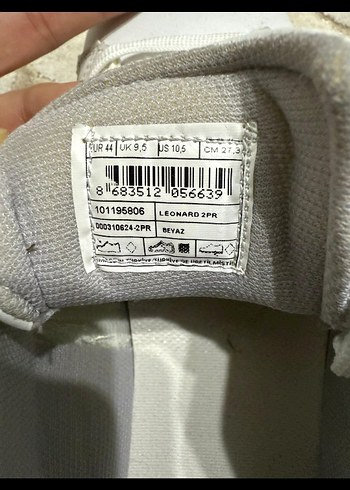 EUR 44 UK 9,5 US 10,5 CM 27,3
8 683512 056639
101195806 LEONARD 2PR
000310624-2PR BEYAZ